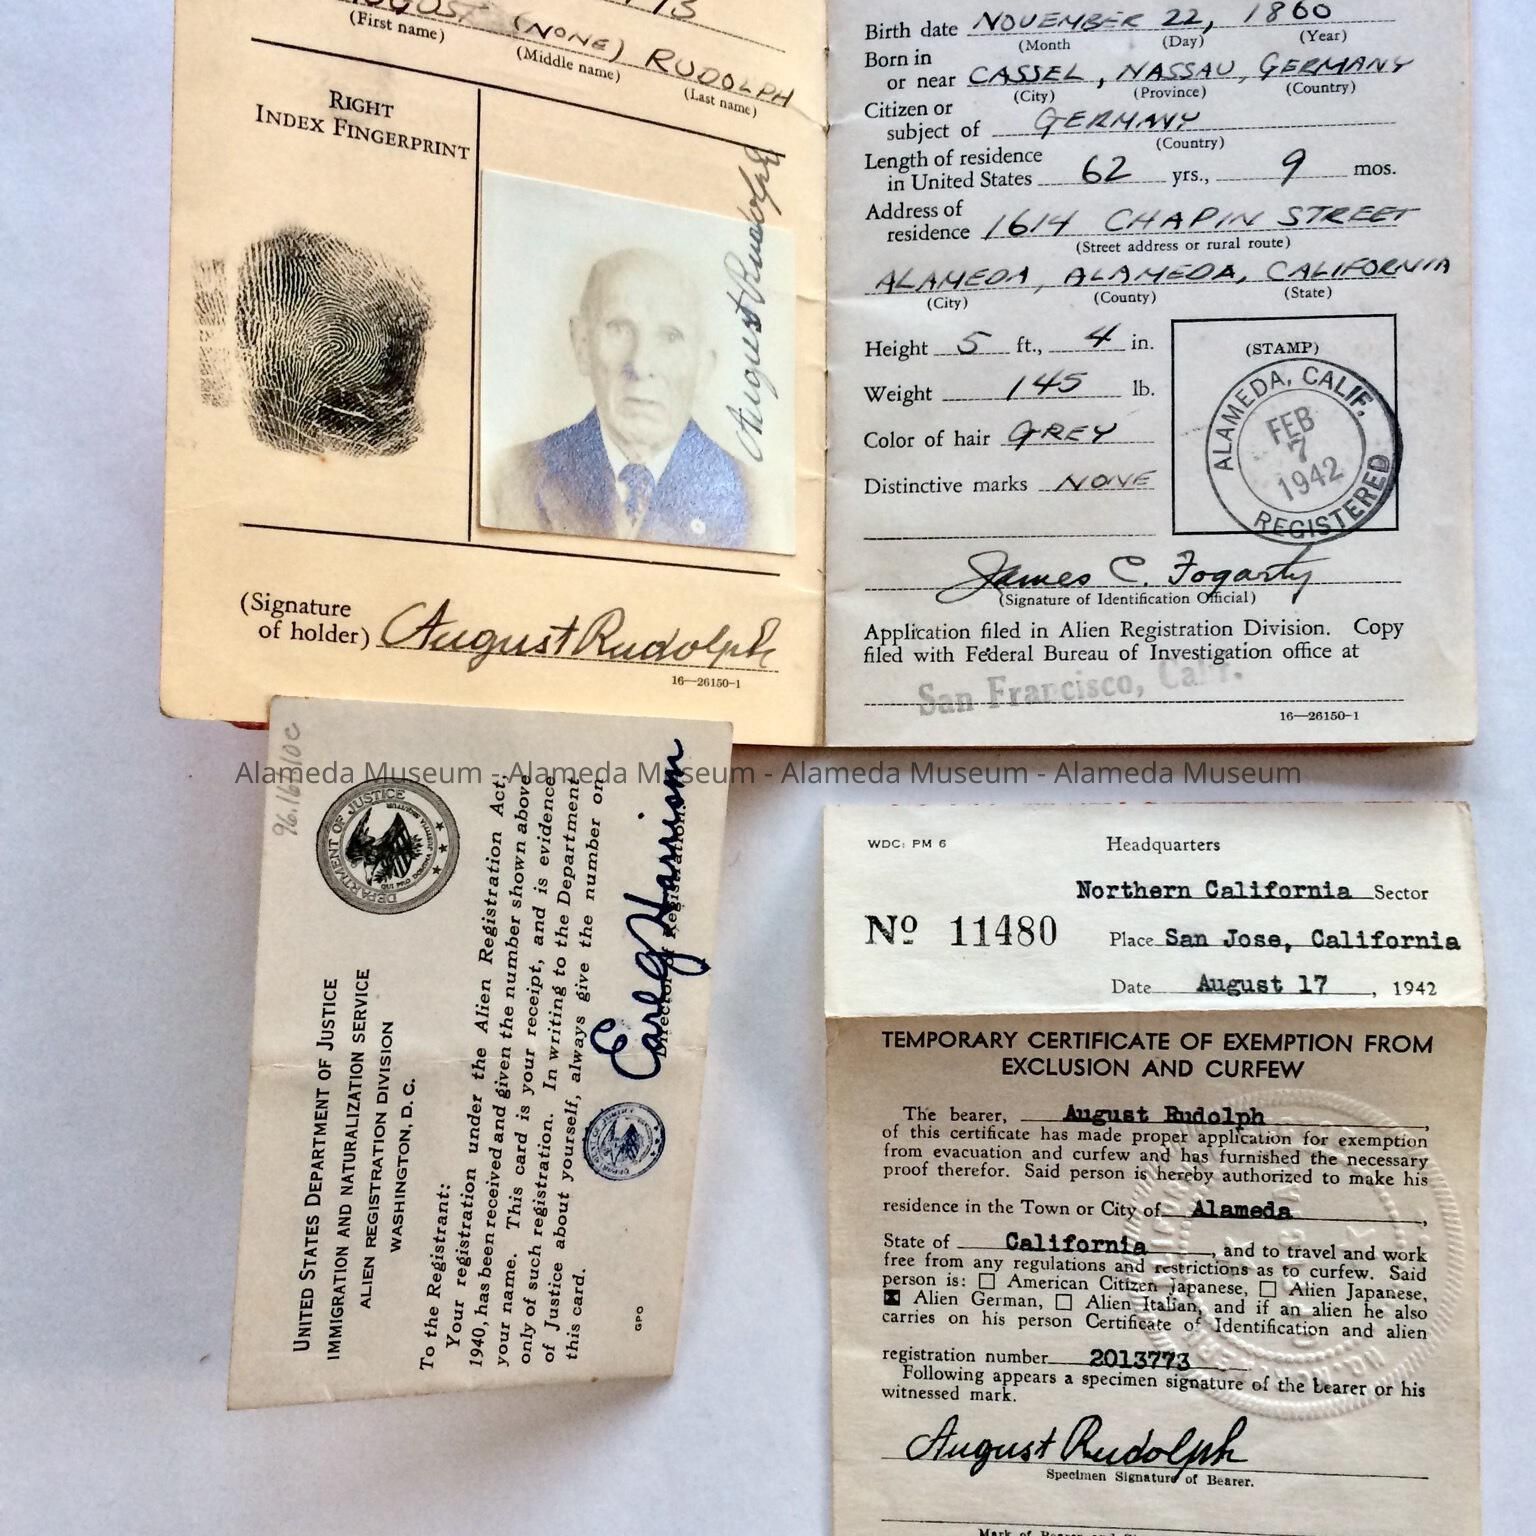 AUGUST (NONE) RUDOLPH
(First name) (Middle name) (Last name)
RIGHT
INDEX FINGERPRINT
August Rudolph
(Signature
of holder) August Rudolph
16—26150-1
Birth date NOVEMBER 22, 1860
(Month (Day) (Year)
Born in
or near CASSEL, NASSAU, GERMANY
(City) (Province) (Country)
Citizen or
subject of GERMANY
(Country)
Length of residence
in United States 62 yrs., 9 mos.
Address of
residence 1614 CHAPIN STREET
(Street address or rural route)
ALAMEDA, ALAMEDA, CALIFORNIA
(City) (County) (State)
Height 5 ft., 4 in.
Weight 145 lb.
Color of hair GREY
Distinctive marks NONE
(STAMP)
ALAMEDA, CALIF.
FEB
7
1942
REGISTERED
James C. Fogarty
(Signature of Identification Official)
Application filed in Alien Registration Division. Copy
filed with Federal Bureau of Investigation office at
San Francisco, Calif.
16—26150-1
Alameda Museum - Alameda Museum - Alameda Museum - Alameda Museum
DEPARTMENT OF JUSTICE
QUI PRO DOMINA JUSTITIA SEQUITUR
UNITED STATES DEPARTMENT OF JUSTICE
IMMIGRATION AND NATURALIZATION SERVICE
ALIEN REGISTRATION DIVISION
WASHINGTON, D. C.
To the Registrant:
Your registration under the Alien Registration Act,
1940, has been received and given the number shown above
your name. This card is your receipt, and is evidence
only of such registration. In writing to the Department
of Justice about yourself, always give the number on
this card.
Earl G. Harrison
Director of Registration.
GPO
WDC: PM 6
Headquarters
Northern California Sector
Nº 11480
Place San Jose, California
Date August 17, 1942
TEMPORARY CERTIFICATE OF EXEMPTION FROM
EXCLUSION AND CURFEW
The bearer, August Rudolph,
of this certificate has made proper application for exemption
from evacuation and curfew and has furnished the necessary
proof therefor. Said person is hereby authorized to make his
residence in the Town or City of Alameda,
State of California, and to travel and work
free from any regulations and restrictions as to curfew. Said
person is: ☐ American Citizen Japanese, ☐ Alien Japanese,
☒ Alien German, ☐ Alien Italian, and if an alien he also
carries on his person Certificate of Identification and alien
registration number 2013773
Following appears a specimen signature of the bearer or his
witnessed mark.
August Rudolph
Specimen Signature of Bearer.